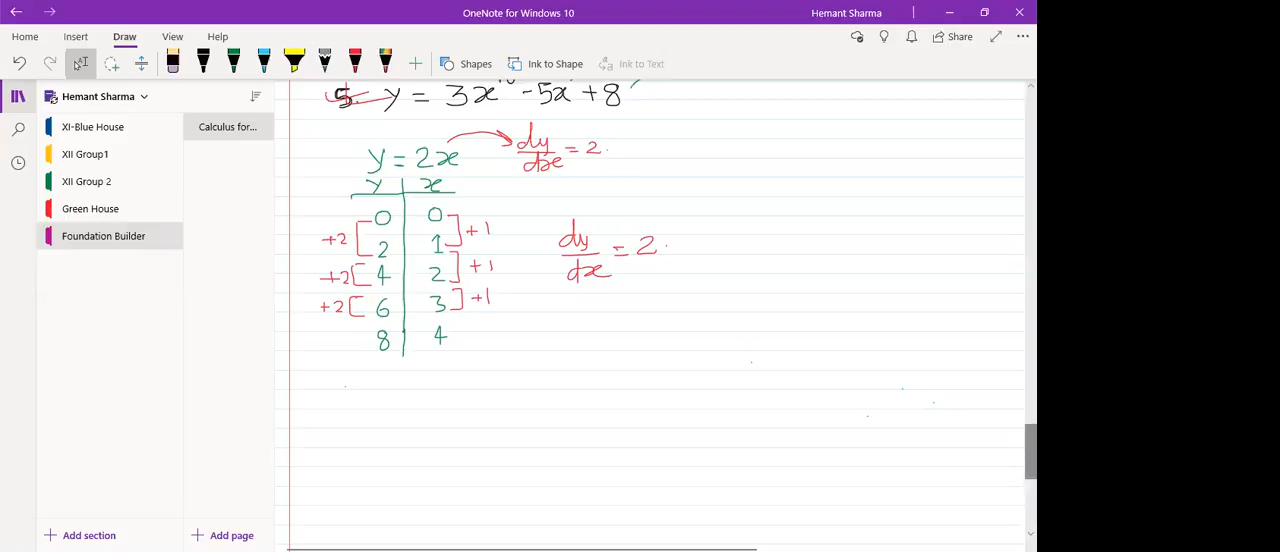 OneNote for Windows 10
Hemant Sharma
Home Insert Draw View Help
Share
Shapes Ink to Shape Ink to Text
Hemant Sharma
XI-Blue House
XII Group1
XII Group 2
Green House
Foundation Builder
Calculus for...
Add section
Add page
5. y = 3x¹⁰ - 5x + 8
y = 2x dy/dx = 2
y | x
0 | 0
+2 +1
2 | 1
+2 4 | 2 +1
+2 6 | 3 +1
8 | 4
dy/dx = 2